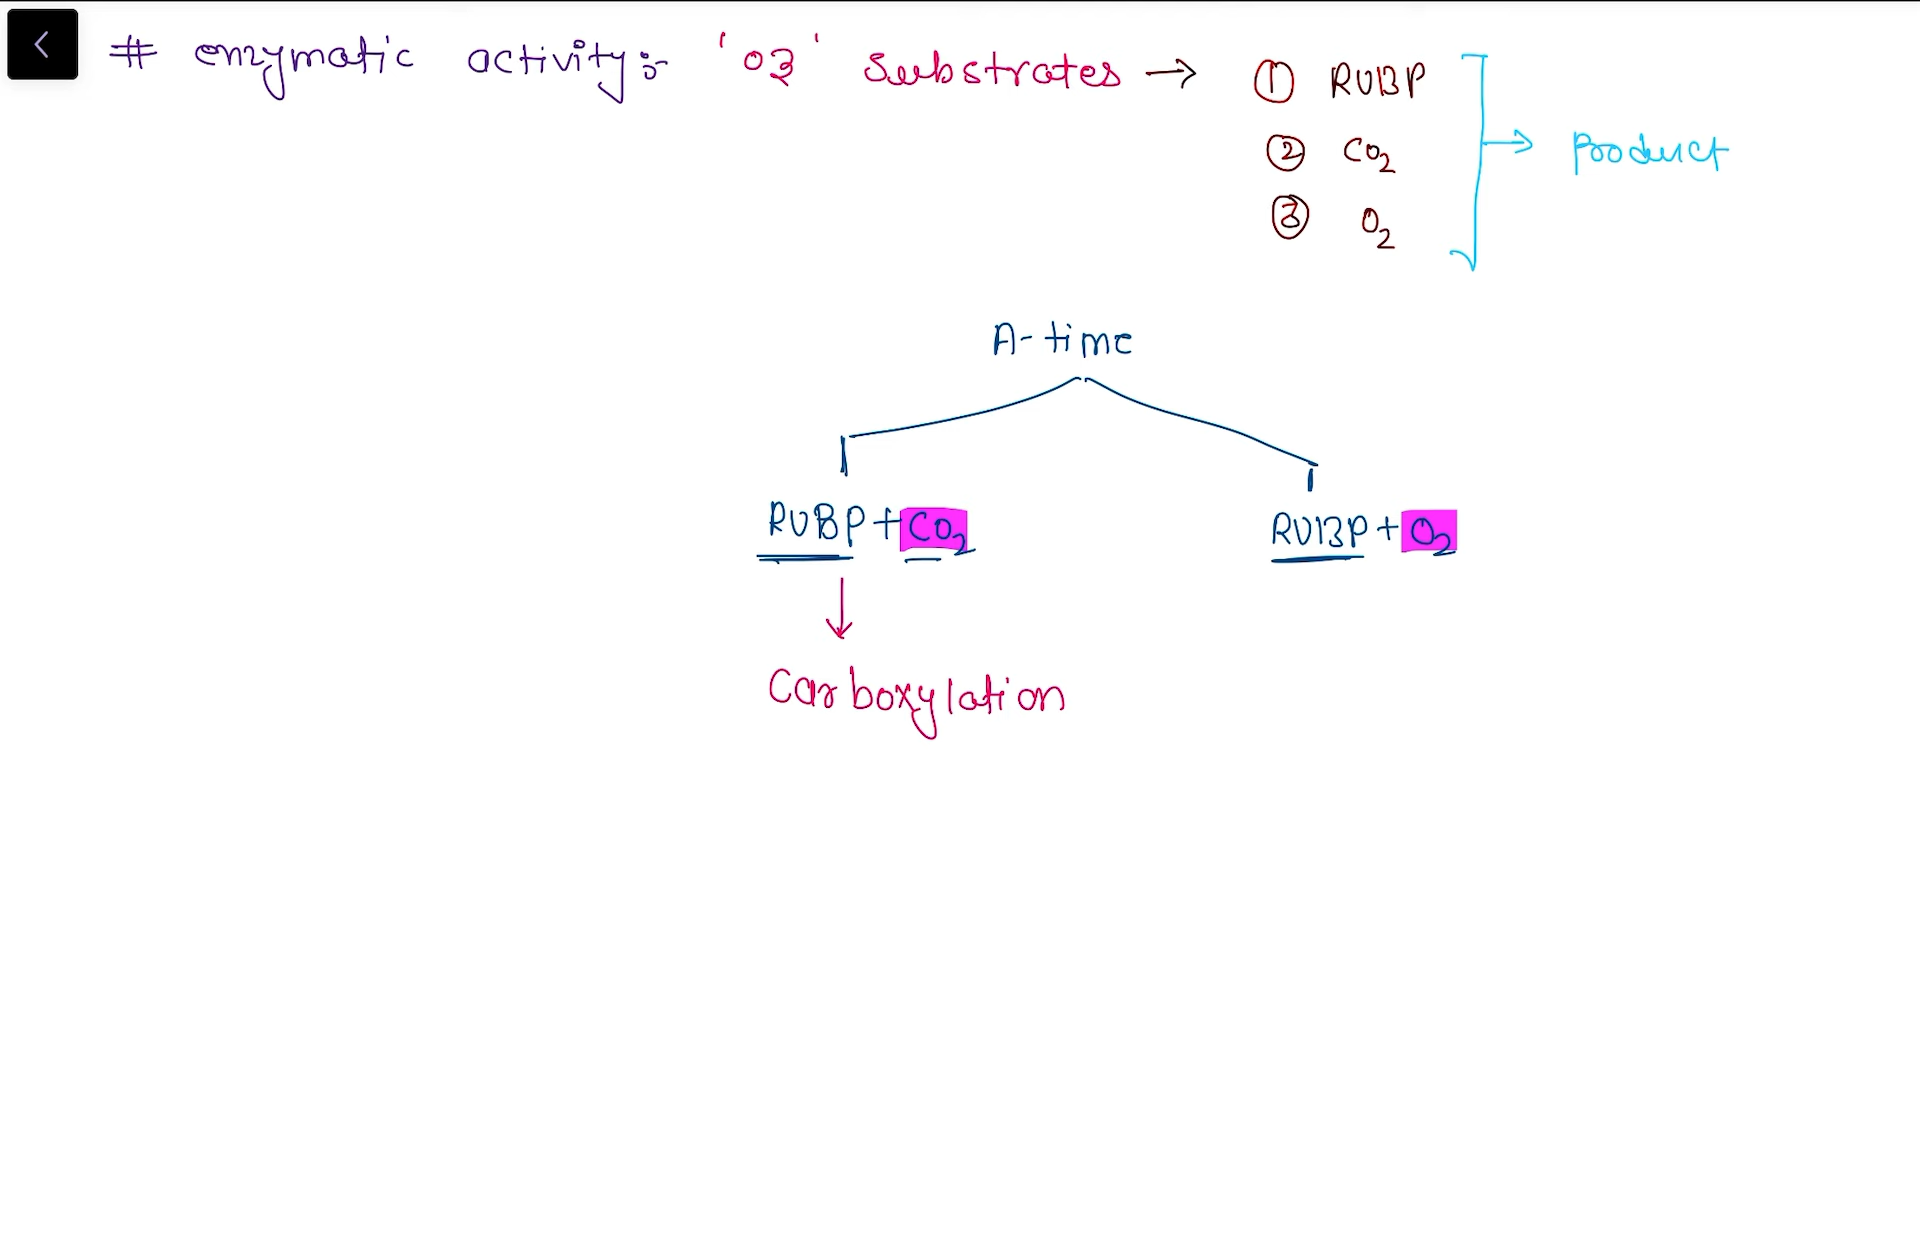 # enzymatic activity:- '03' Substrates → ① RUBP
② CO₂
③ O₂
→ Product
A-time
RUBP + CO₂
RUBP + O₂
↓
Carboxylation